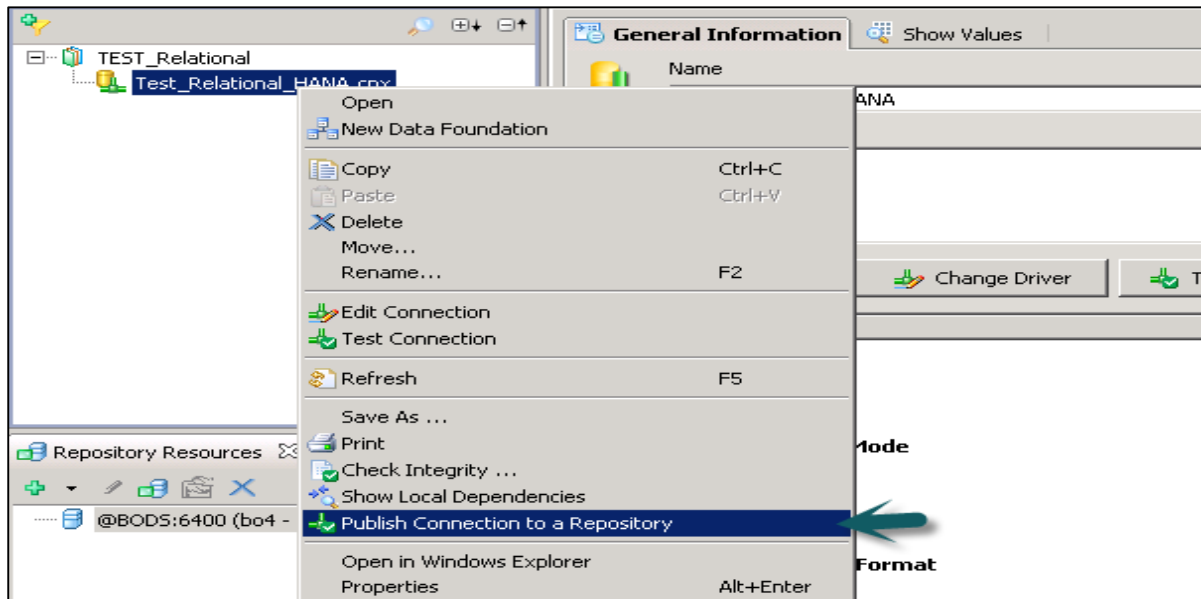 General Information
Show Values
TEST_Relational
Test_Relational_HANA.cnx
Name
ANA
Open
New Data Foundation
Copy Ctrl+C
Paste Ctrl+V
Delete
Move...
Rename... F2
Edit Connection
Test Connection
Change Driver
T
Refresh F5
Save As ...
Print
Check Integrity ...
Show Local Dependencies
Publish Connection to a Repository
Open in Windows Explorer
Properties Alt+Enter
Mode
Format
Repository Resources
@BODS:6400 (bo4 -